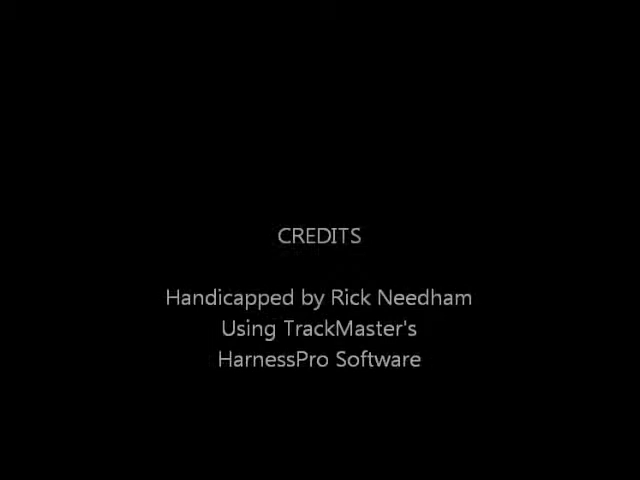 CREDITS
Handicapped by Rick Needham
Using TrackMaster's
HarnessPro Software